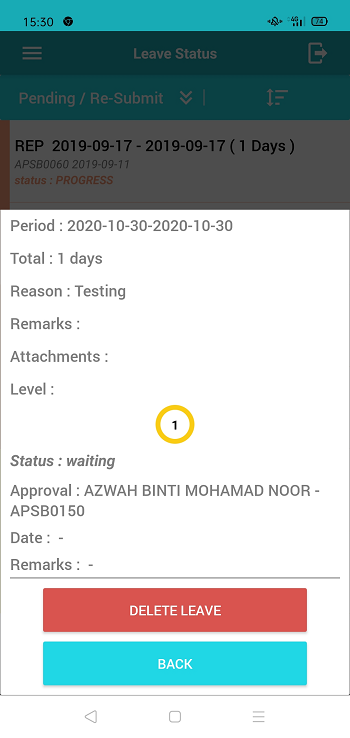 15:30
4G 74
Leave Status
Pending / Re-Submit
REP 2019-09-17 - 2019-09-17 ( 1 Days )
APSB0060 2019-09-11
status : PROGRESS
Period : 2020-10-30-2020-10-30
Total : 1 days
Reason : Testing
Remarks :
Attachments :
Level :
1
Status : waiting
Approval : AZWAH BINTI MOHAMAD NOOR -
APSB0150
Date : -
Remarks : -
DELETE LEAVE
BACK